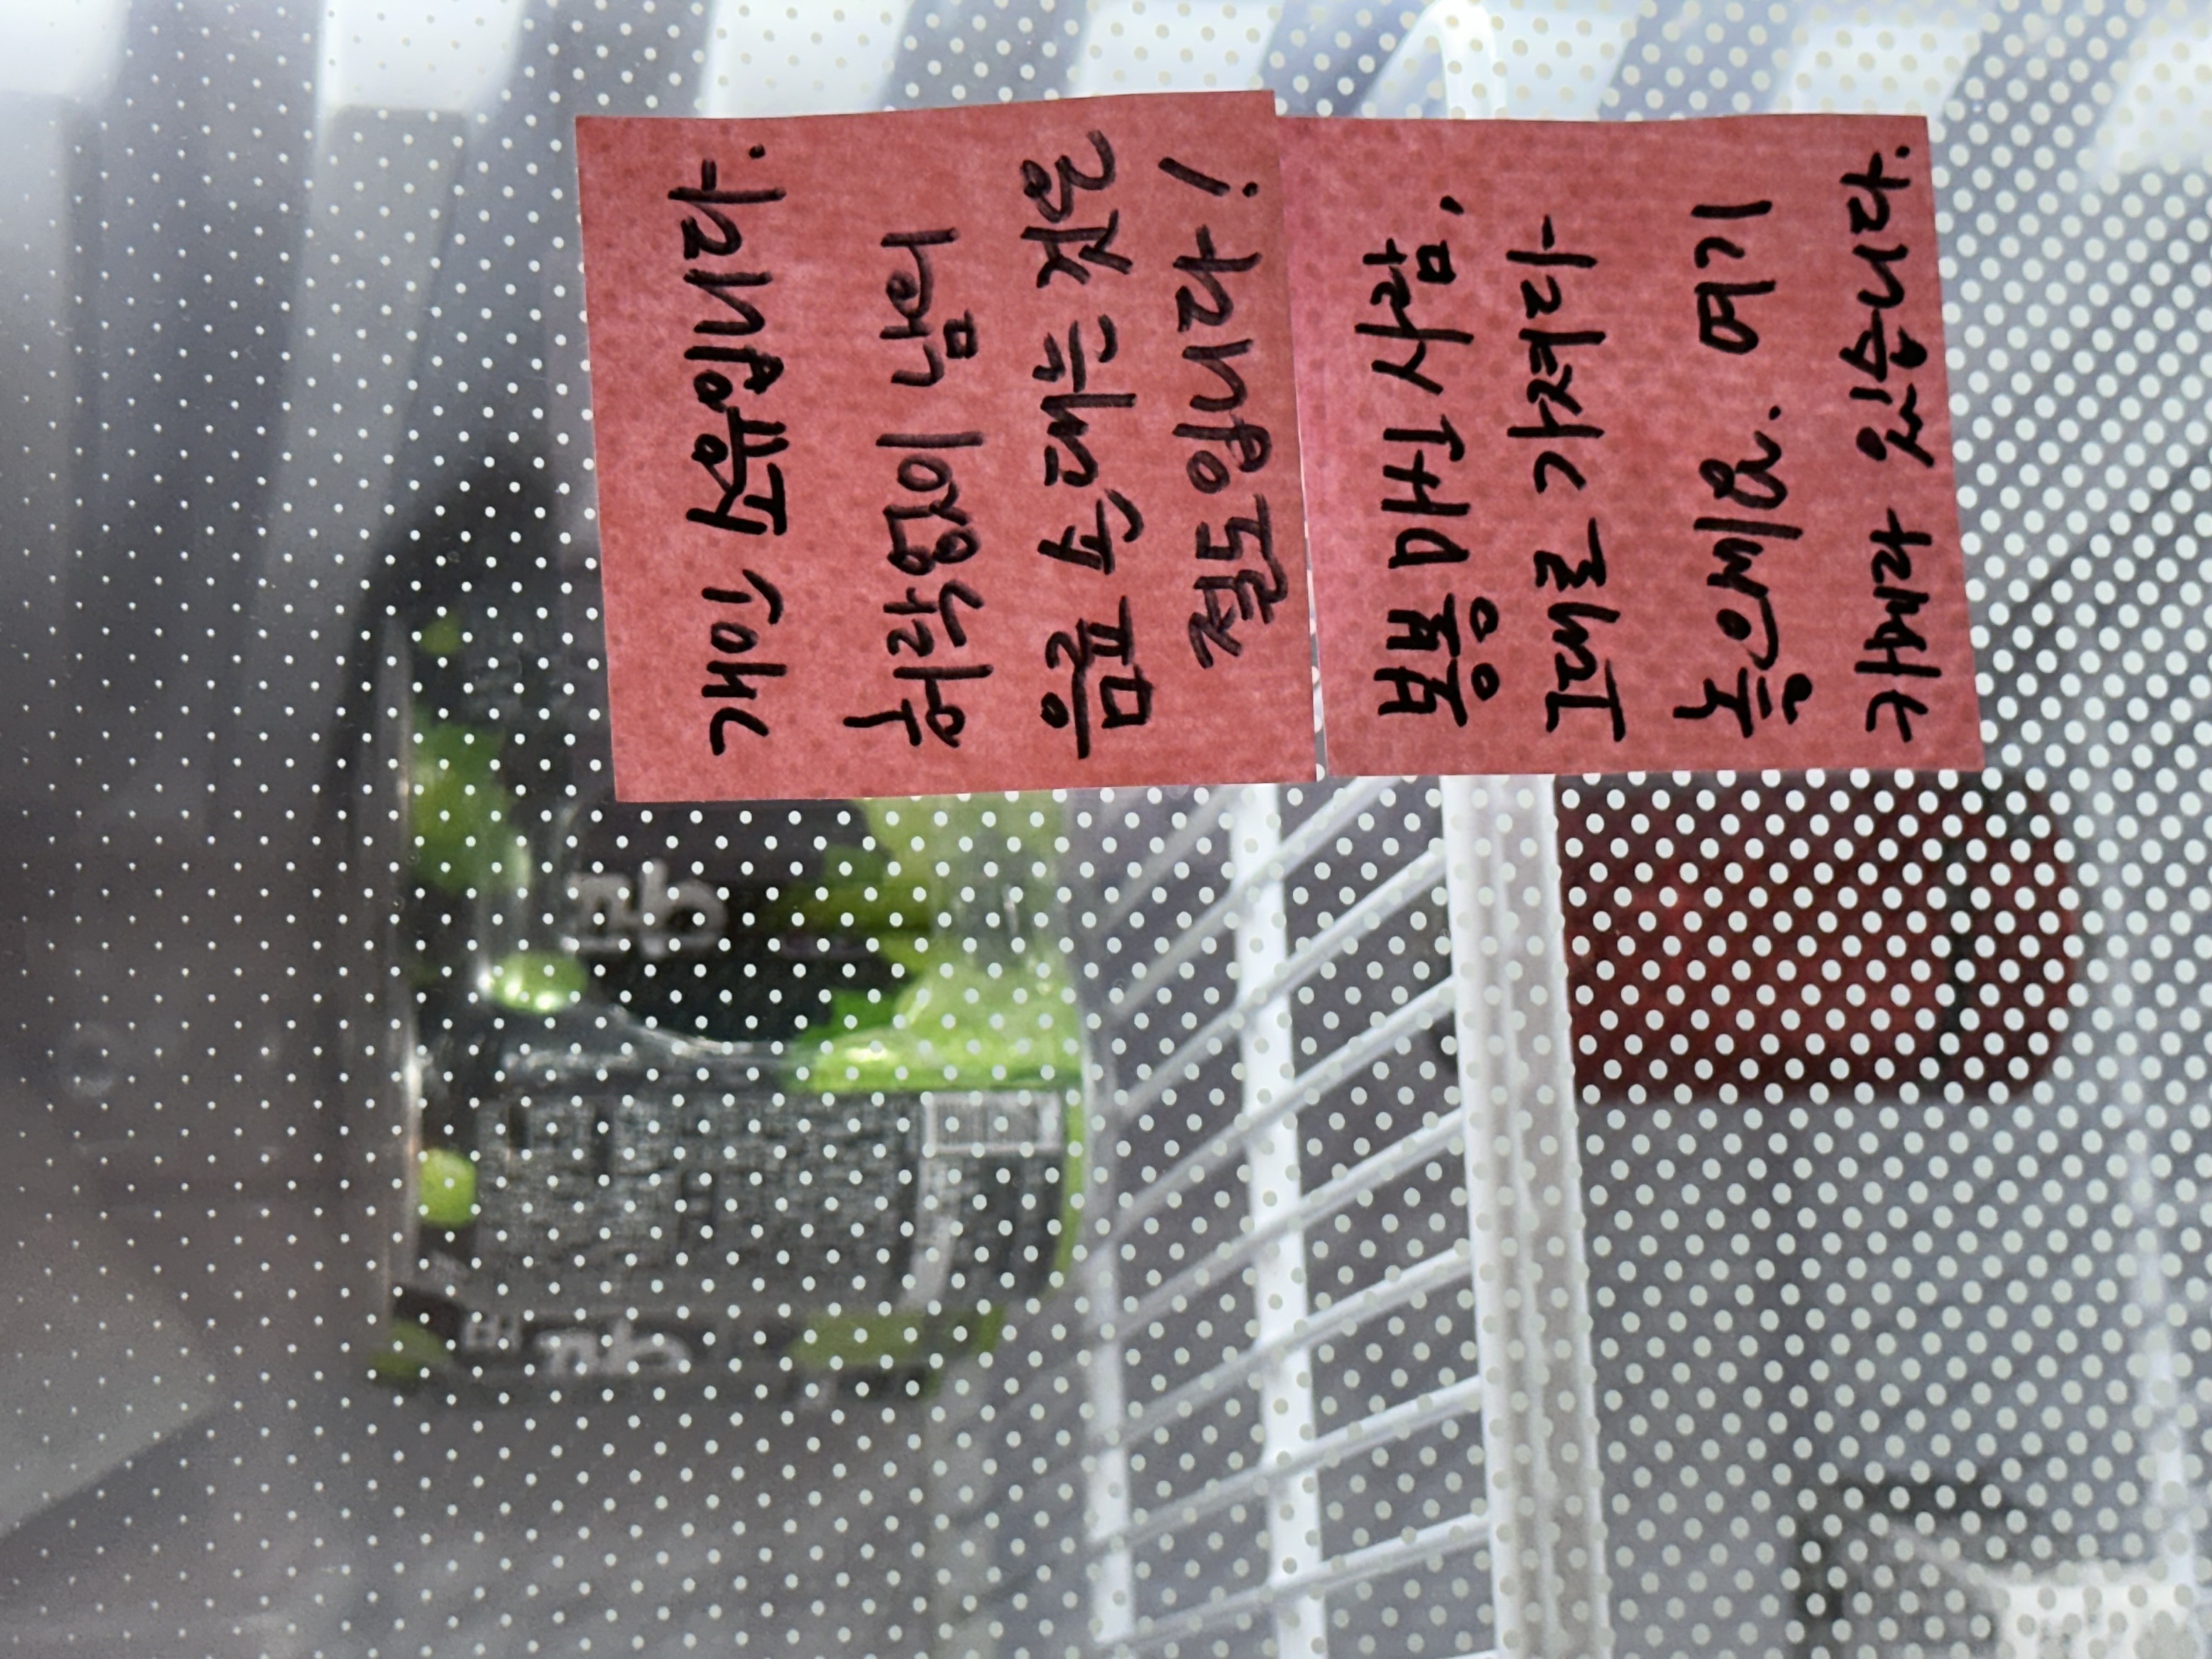 봉
봉
개인 소유입니다.
허락없이 남의
음료 손대는 것은
절도입니다!
봉봉 마신 사람,
그대로 가져다
놓으세요. 여기
카메라 있습니다.